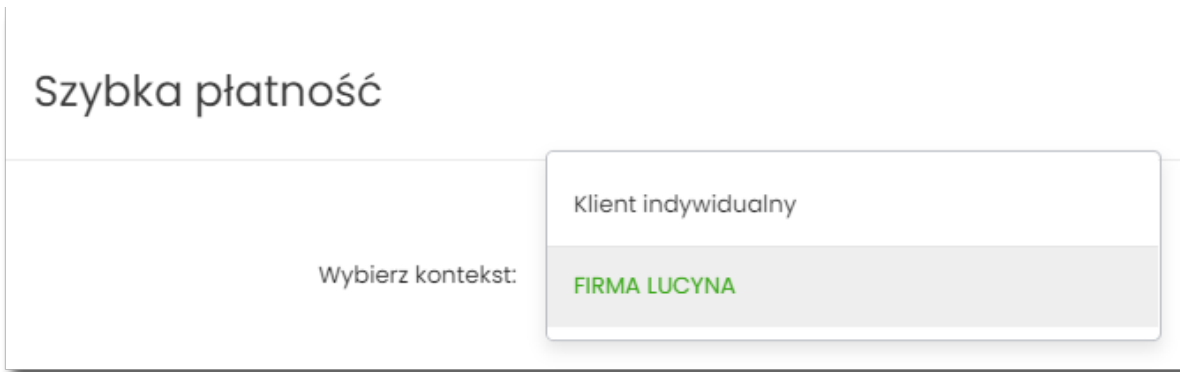 Szybka płatność
Klient indywidualny
Wybierz kontekst:
FIRMA LUCYNA